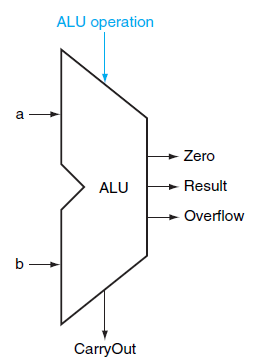 ALU operation
a
Zero
ALU
Result
Overflow
b
CarryOut